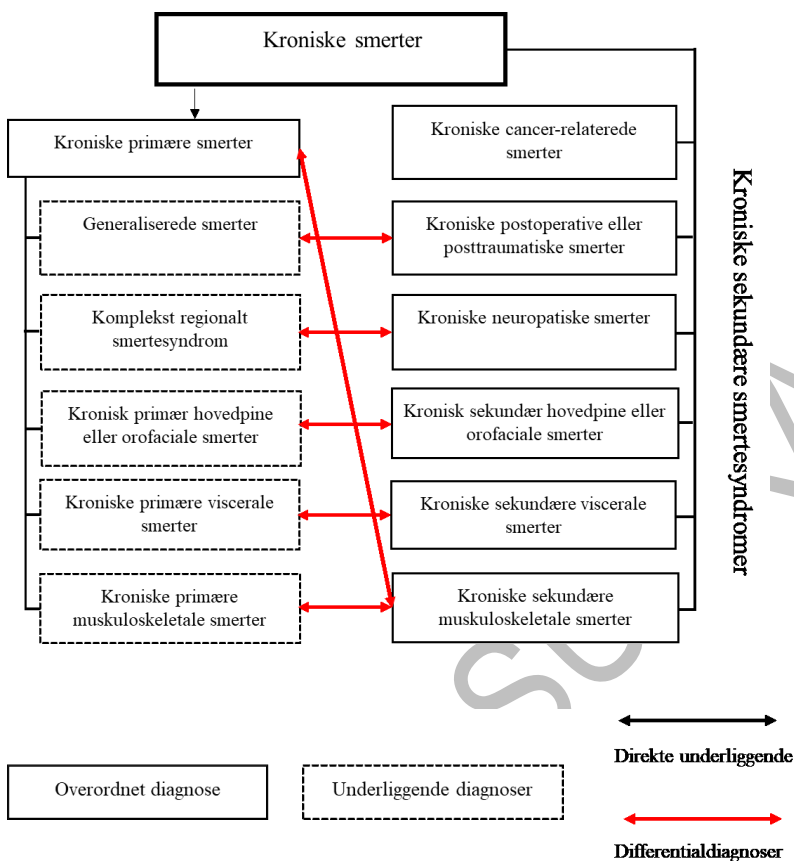 Kroniske smerter
Kroniske primære smerter
Generaliserede smerter
Komplekst regionalt
smertesyndrom
Kronisk primær hovedpine
eller orofaciale smerter
Kroniske primære viscerale
smerter
Kroniske primære
muskuloskeletale smerter
Kroniske cancer-relaterede
smerter
Kroniske postoperative eller
posttraumatiske smerter
Kroniske neuropatiske smerter
Kronisk sekundær hovedpine eller
orofaciale smerter
Kroniske sekundære viscerale
smerter
Kroniske sekundære
muskuloskeletale smerter
Kroniske sekundære smertesyndromer
Overordnet diagnose
Underliggende diagnoser
Direkte underliggende
Differentialdiagnoser